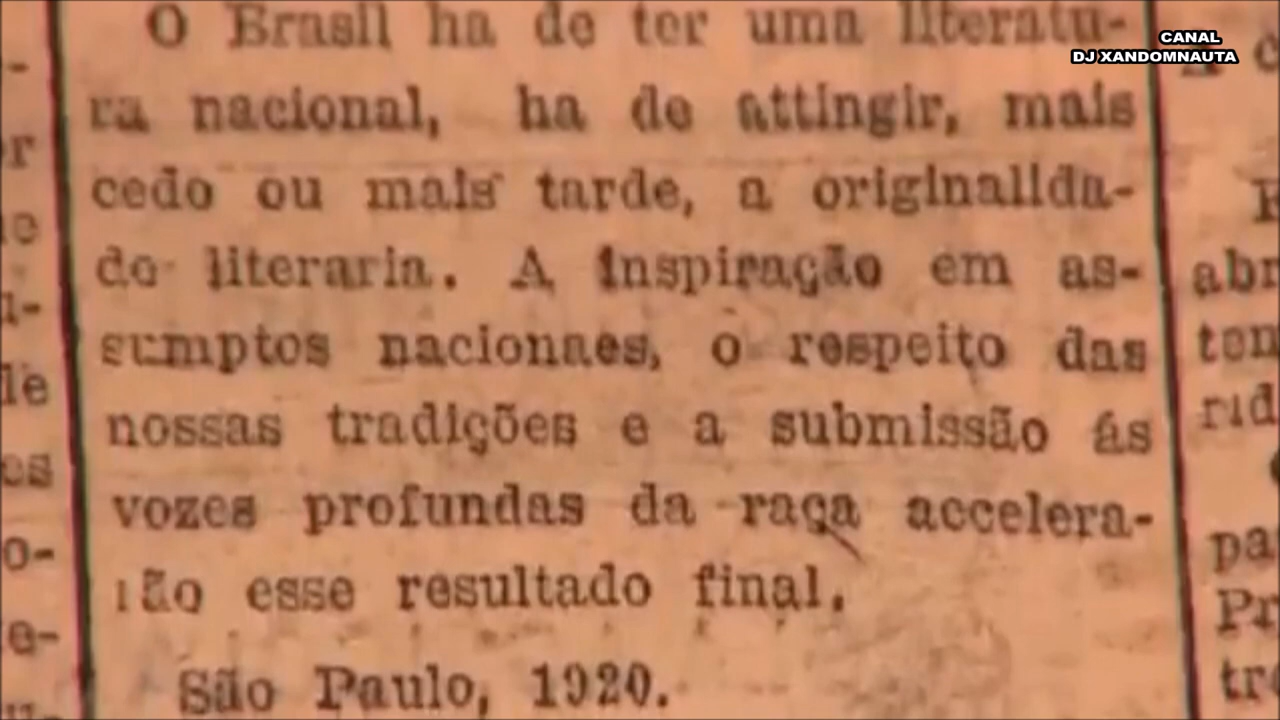 CANAL
DJ XANDOMNAUTA
O Brasil ha de ter uma literatu-
ra nacional, ha de attingir, mais
cedo ou mais tarde, a originalida-
de literaria. A inspiração em as-
sumptos nacionaes, o respeito das
nossas tradições e a submissão ás
vozes profundas da raça accelera-
rão esse resultado final.
São Paulo, 1920.